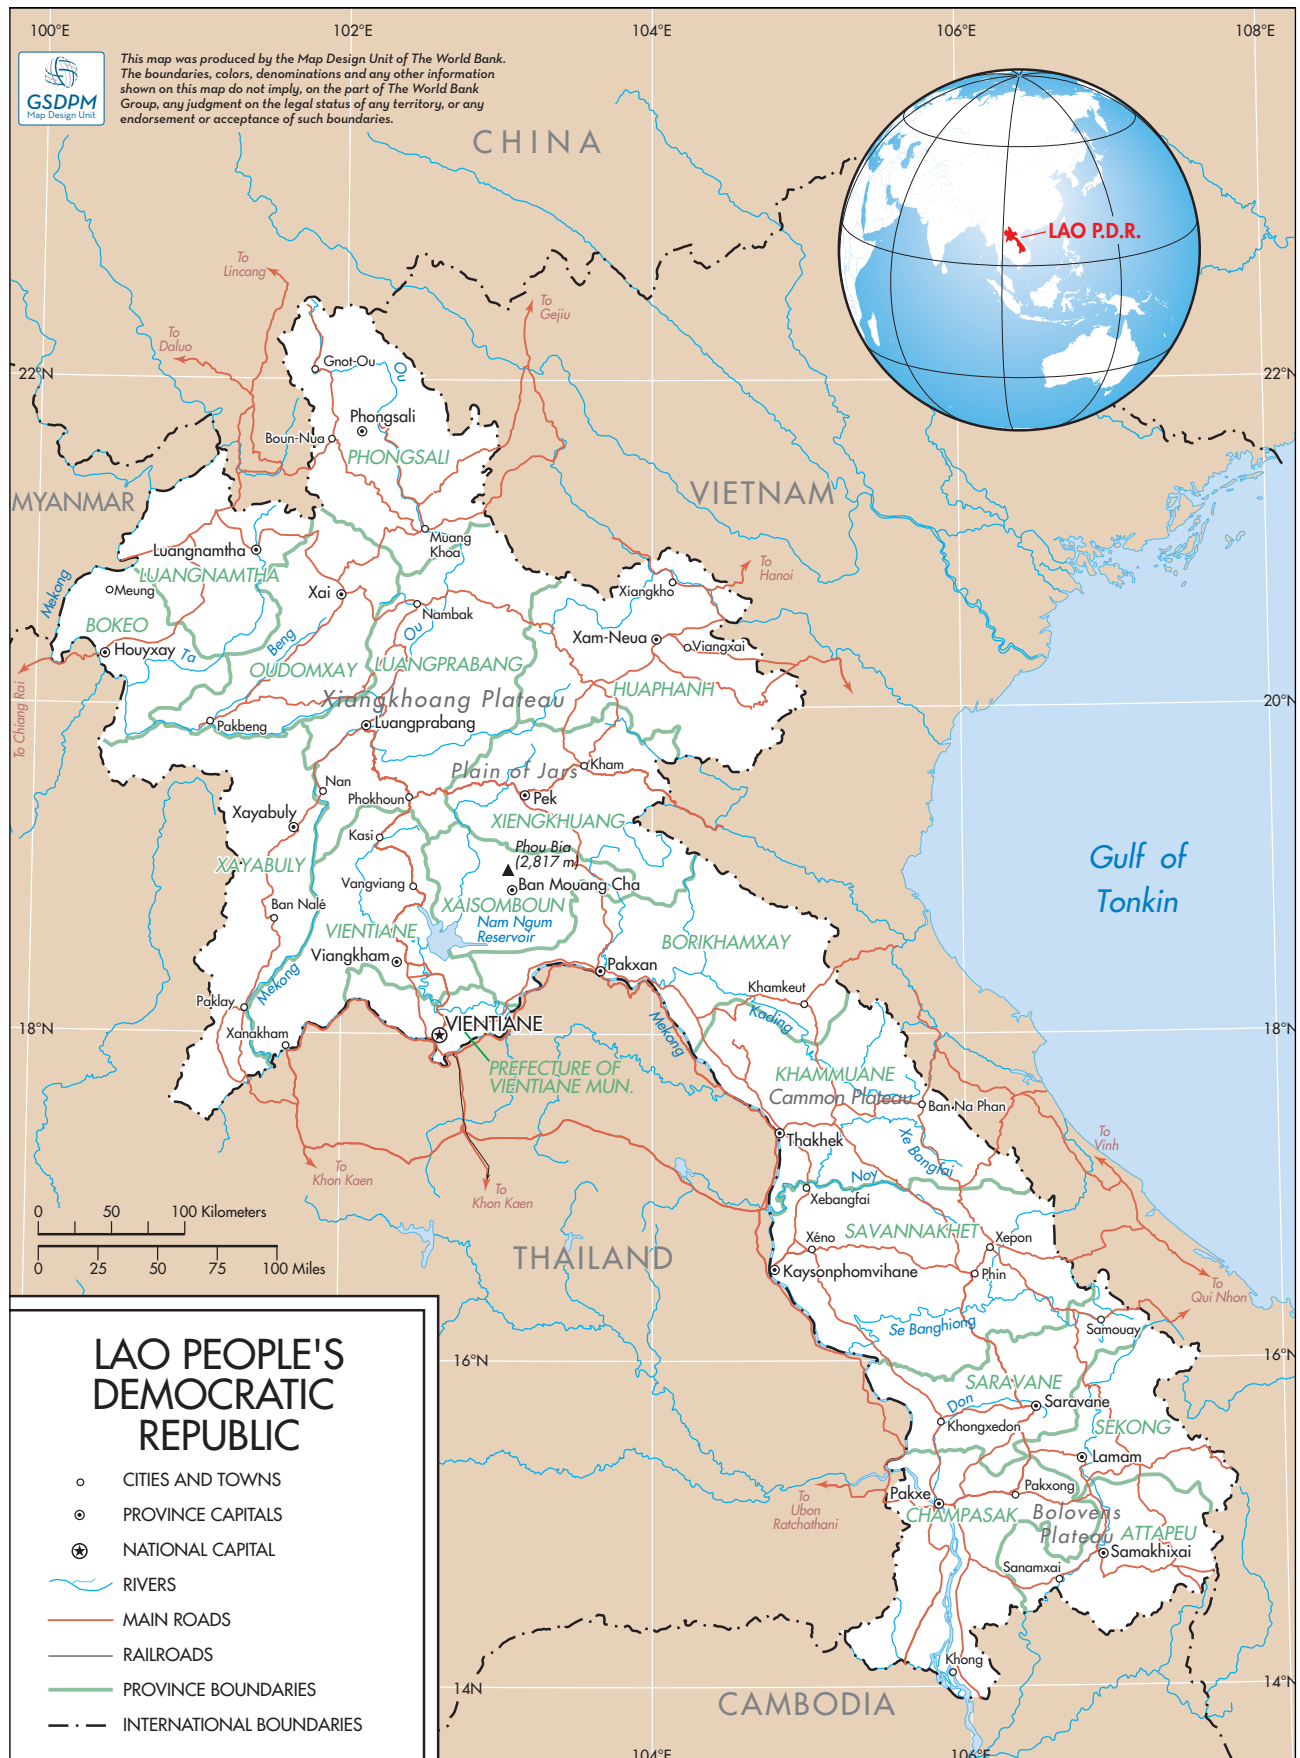 100°E
102°E
104°E
106°E
108°E
GSDPM
Map Design Unit
This map was produced by the Map Design Unit of The World Bank.
The boundaries, colors, denominations and any other information
shown on this map do not imply, on the part of The World Bank
Group, any judgment on the legal status of any territory, or any
endorsement or acceptance of such boundaries.
CHINA
LAO P.D.R.
To
Lincang
To
Gejiu
To
Daluo
22°N
22°N
Gnot-Ou
Ou
Phongsali
Boun-Nua
PHONGSALI
MYANMAR
VIETNAM
Muang
Khoa
Luangnamtha
LUANGNAMTHA
To
Hanoi
Mekong
Meung
Xai
Xiangkho
Nambak
BOKEO
Ou
Beng
Xam-Neua
Viangxai
Houyxay
Ta
OUDOMXAY
LUANGPRABANG
HUAPHANH
To Chiang Rai
20°N
20°N
Xiangkhoang Plateau
Pakbeng
Luangprabang
Plain of Jars
Kham
Nan
Phokhoun
Pek
Xayabuly
XIENGKHUANG
Kasi
Phou Bia
(2,817 m)
XAYABULY
Vangviang
Ban Mouang Cha
Gulf of
Tonkin
Ban Nalé
XAISOMBOUN
VIENTIANE
Nam Ngum
Reservoir
BORIKHAMXAY
Viangkham
Pakxan
Mekong
Khamkeut
Paklay
Kading
Xanakham
VIENTIANE
Mekong
18°N
18°N
18°N
PREFECTURE OF
VIENTIANE MUN.
KHAMMUANE
Cammon Plateau
Ban Na Phan
Thakhek
Xe Bangfai
To
Vinh
To
Khon Kaen
To
Khon Kaen
Noy
Xebangfai
0
50
100 Kilometers
0
25
50
75
100 Miles
SAVANNAKHET
Xéno
Xepon
THAILAND
Kaysonphomvihane
Phin
To
Qui Nhon
Se Banghiong
Samouay
16°N
16°N
SARAVANE
Don
Saravane
Khongxedon
SEKONG
Lamam
Pakxe
Pakxong
To
Ubon
Ratchathani
CHAMPASAK
Bolovens
Plateau
ATTAPEU
Samakhixai
Sanamxai
Khong
14N
14°N
CAMBODIA
104°E
106°E
LAO PEOPLE'S
DEMOCRATIC
REPUBLIC
CITIES AND TOWNS
PROVINCE CAPITALS
NATIONAL CAPITAL
RIVERS
MAIN ROADS
RAILROADS
PROVINCE BOUNDARIES
INTERNATIONAL BOUNDARIES